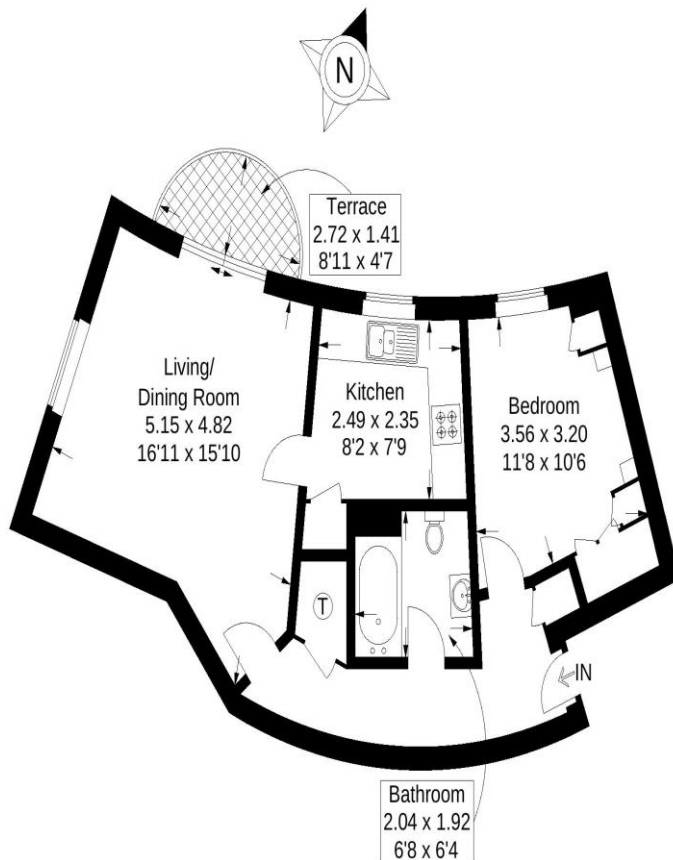 N
Terrace
2.72 x 1.41
8'11 x 4'7
Living/
Dining Room
5.15 x 4.82
16'11 x 15'10
Kitchen
2.49 x 2.35
8'2 x 7'9
Bedroom
3.56 x 3.20
11'8 x 10'6
T
IN
Bathroom
2.04 x 1.92
6'8 x 6'4